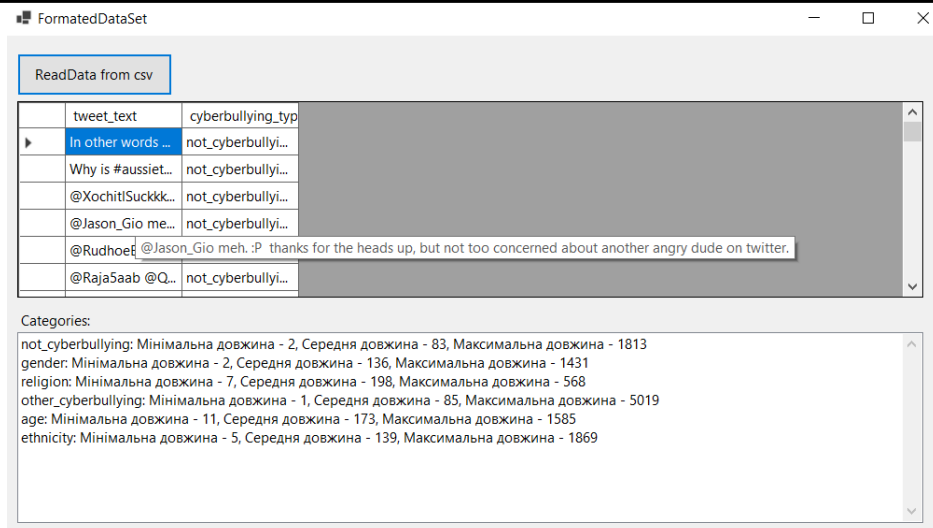 FormatedDataSet
ReadData from csv
tweet_text cyberbullying_typ
In other words ... not_cyberbullyi...
Why is #aussiet... not_cyberbullyi...
@XochitlSuckkk... not_cyberbullyi...
@Jason_Gio me... not_cyberbullyi...
@RudhoeE @Jason_Gio meh. :P thanks for the heads up, but not too concerned about another angry dude on twitter.
@Raja5aab @Q... not_cyberbullyi...
Categories:
not_cyberbullying: Мінімальна довжина - 2, Середня довжина - 83, Максимальна довжина - 1813
gender: Мінімальна довжина - 2, Середня довжина - 136, Максимальна довжина - 1431
religion: Мінімальна довжина - 7, Середня довжина - 198, Максимальна довжина - 568
other_cyberbullying: Мінімальна довжина - 1, Середня довжина - 85, Максимальна довжина - 5019
age: Мінімальна довжина - 11, Середня довжина - 173, Максимальна довжина - 1585
ethnicity: Мінімальна довжина - 5, Середня довжина - 139, Максимальна довжина - 1869